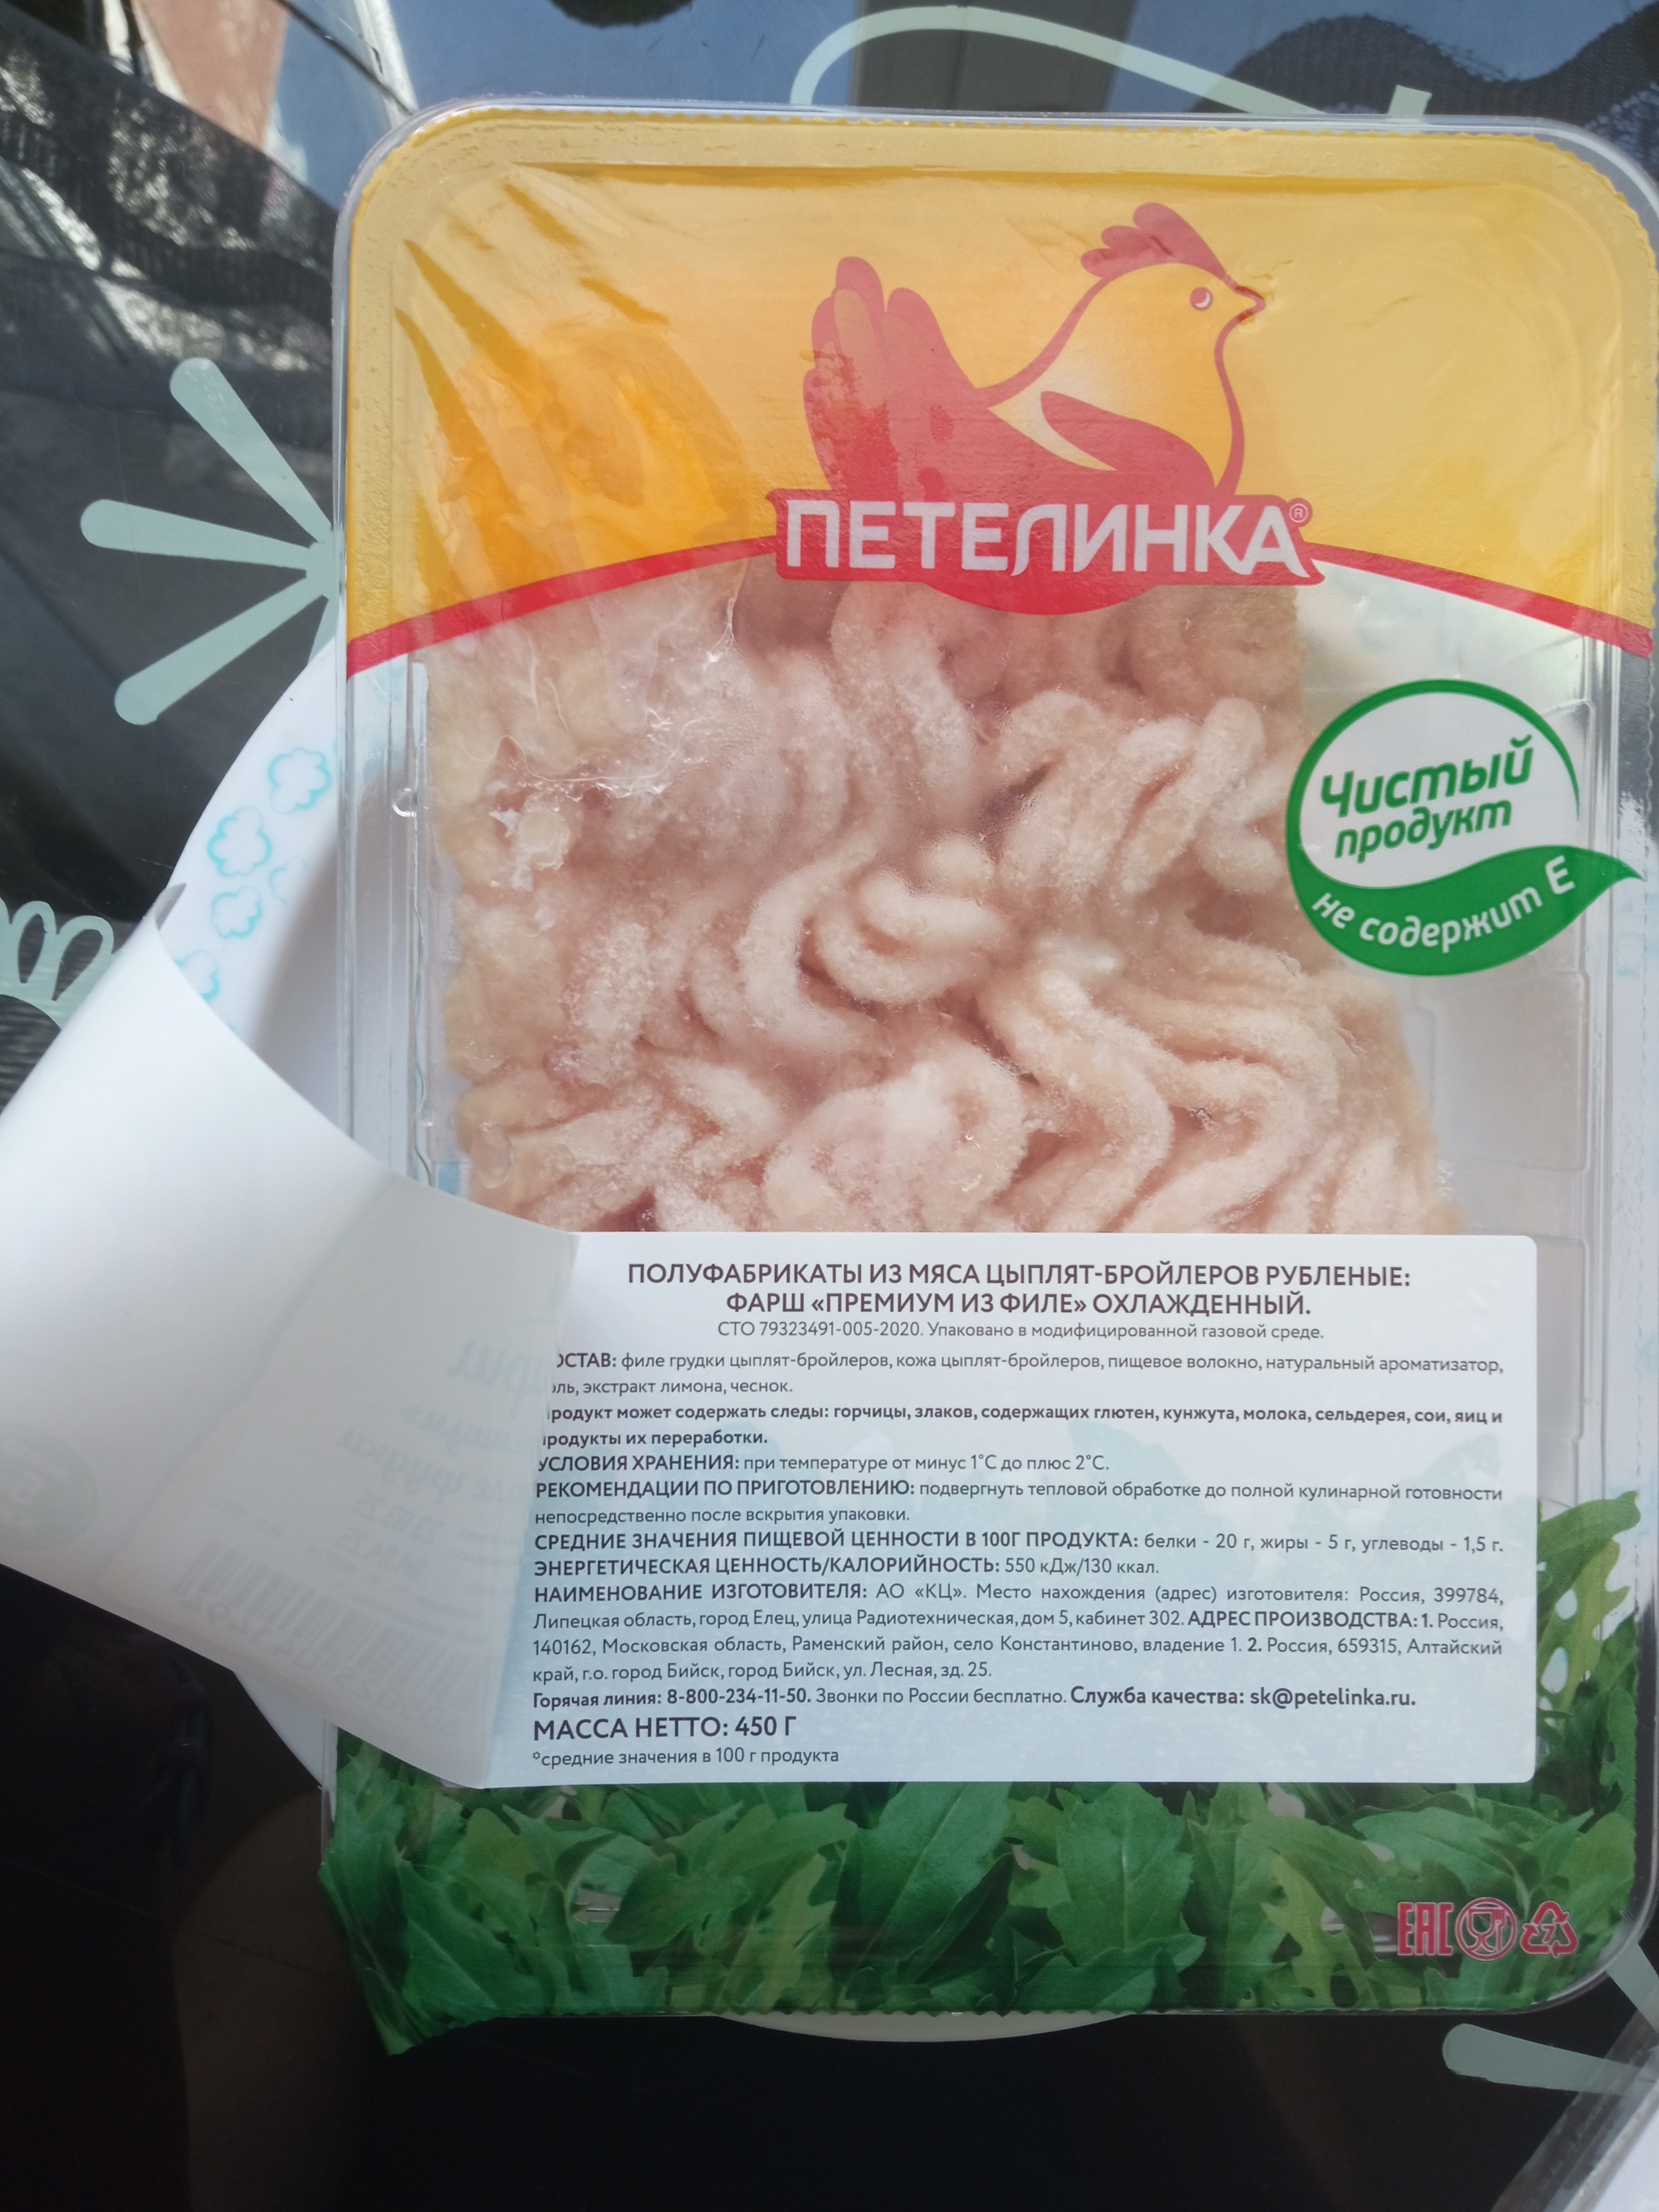 ПЕТЕЛИНКА®
Чистый
продукт
не содержит Е
ПОЛУФАБРИКАТЫ ИЗ МЯСА ЦЫПЛЯТ-БРОЙЛЕРОВ РУБЛЕНЫЕ:
ФАРШ «ПРЕМИУМ ИЗ ФИЛЕ» ОХЛАЖДЕННЫЙ.
СТО 79323491-005-2020. Упаковано в модифицированной газовой среде.
ОСТАВ: филе грудки цыплят-бройлеров, кожа цыплят-бройлеров, пищевое волокно, натуральный ароматизатор,
оль, экстракт лимона, чеснок.
родукт может содержать следы: горчицы, злаков, содержащих глютен, кунжута, молока, сельдерея, сои, яиц и
продукты их переработки.
УСЛОВИЯ ХРАНЕНИЯ: при температуре от минус 1°С до плюс 2°С.
РЕКОМЕНДАЦИИ ПО ПРИГОТОВЛЕНИЮ: подвергнуть тепловой обработке до полной кулинарной готовности
непосредственно после вскрытия упаковки.
СРЕДНИЕ ЗНАЧЕНИЯ ПИЩЕВОЙ ЦЕННОСТИ В 100Г ПРОДУКТА: белки - 20 г, жиры - 5 г, углеводы - 1,5 г.
ЭНЕРГЕТИЧЕСКАЯ ЦЕННОСТЬ/КАЛОРИЙНОСТЬ: 550 кДж/130 ккал.
НАИМЕНОВАНИЕ ИЗГОТОВИТЕЛЯ: АО «КЦ». Место нахождения (адрес) изготовителя: Россия, 399784,
Липецкая область, город Елец, улица Радиотехническая, дом 5, кабинет 302. АДРЕС ПРОИЗВОДСТВА: 1. Россия,
140162, Московская область, Раменский район, село Константиново, владение 1. 2. Россия, 659315, Алтайский
край, г.о. город Бийск, город Бийск, ул. Лесная, зд. 25.
Горячая линия: 8-800-234-11-50. Звонки по России бесплатно. Служба качества: sk@petelinka.ru.
МАССА НЕТТО: 450 Г
*средние значения в 100 г продукта
EAC
7